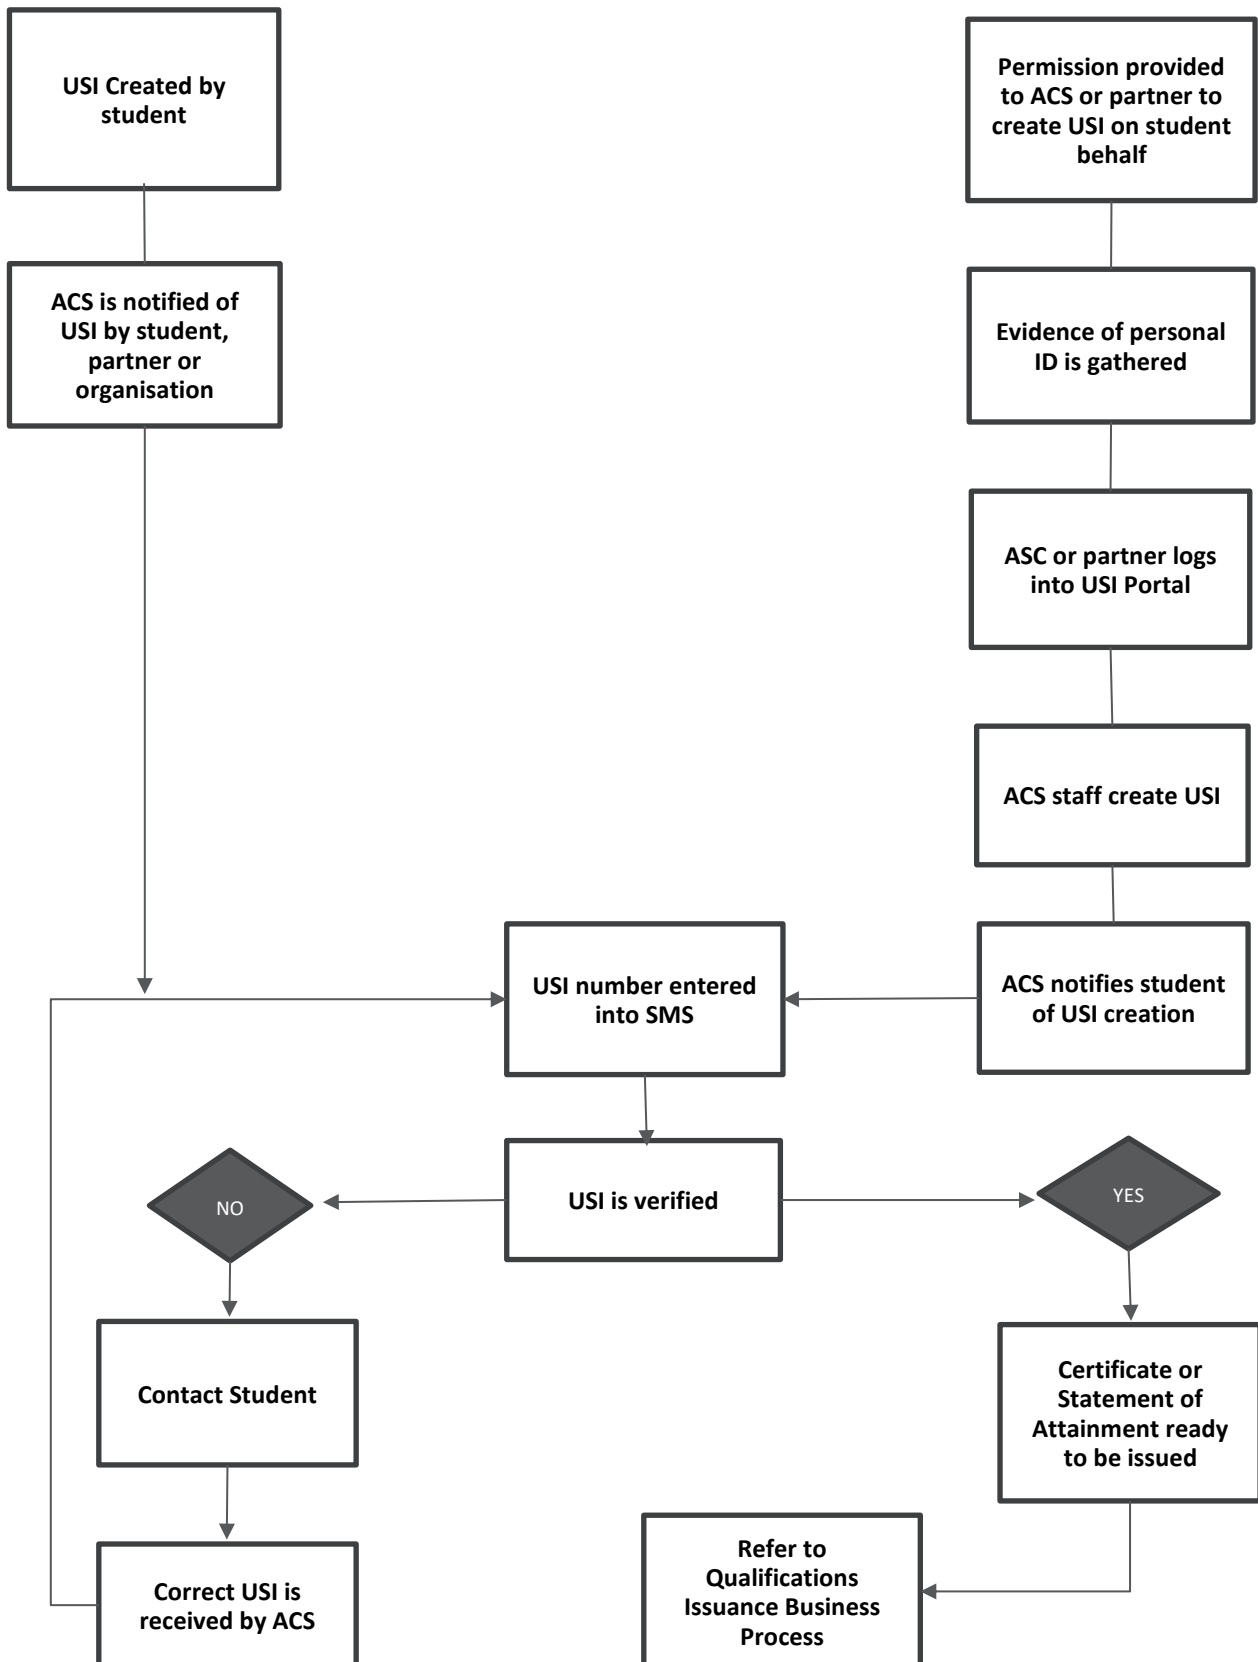 USI Created by
student
Permission provided
to ACS or partner to
create USI on student
behalf
ACS is notified of
USI by student,
partner or
organisation
Evidence of personal
ID is gathered
ASC or partner logs
into USI Portal
ACS staff create USI
USI number entered
into SMS
ACS notifies student
of USI creation
NO
USI is verified
YES
Contact Student
Certificate or
Statement of
Attainment ready
to be issued
Correct USI is
received by ACS
Refer to
Qualifications
Issuance Business
Process